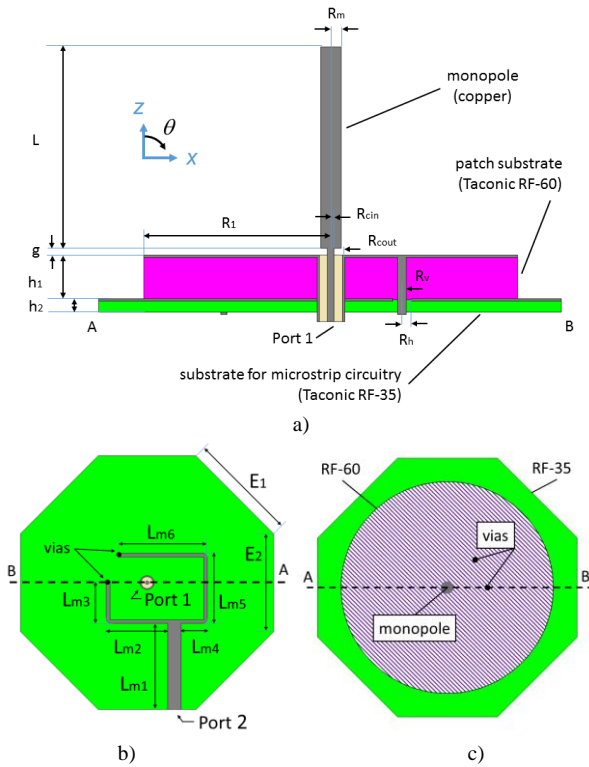 Rm
monopole
(copper)
z
θ
x
L
patch substrate
(Taconic RF-60)
R1
Rcin
Rcout
g
h1
Rv
h2
A
B
Port 1
Rh
substrate for microstrip circuitry
(Taconic RF-35)
a)
E1
RF-60
RF-35
Lm6
E2
vias
vias
B
A
A
B
Lm3
Port 1
Lm5
monopole
Lm2
Lm4
Lm1
Port 2
b)
c)